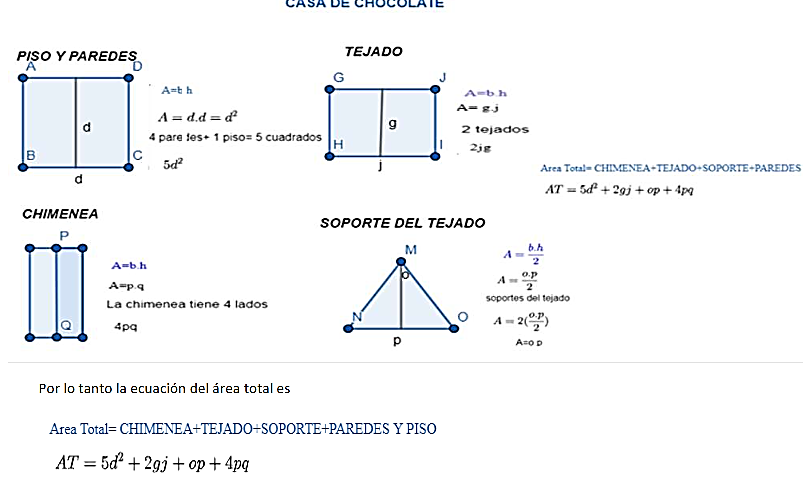 CASA DE CHOCOLATE
PISO Y PAREDES
A
D
B
C
d
d
A=b h
A = d.d = d²
4 paredes+ 1 piso= 5 cuadrados
5d²
TEJADO
G
J
H
I
g
j
A=b.h
A= g.j
2 tejados
2jg
Area Total= CHIMENEA+TEJADO+SOPORTE+PAREDES
AT = 5d² + 2gj + op + 4pq
CHIMENEA
P
Q
A=b.h
A=p.q
La chimenea tiene 4 lados
4pq
SOPORTE DEL TEJADO
M
o
N
O
p
A = b.h/2
A = o.p/2
soportes del tejado
A = 2(o.p/2)
A=o p
Por lo tanto la ecuación del área total es
Area Total= CHIMENEA+TEJADO+SOPORTE+PAREDES Y PISO
AT = 5d² + 2gj + op + 4pq